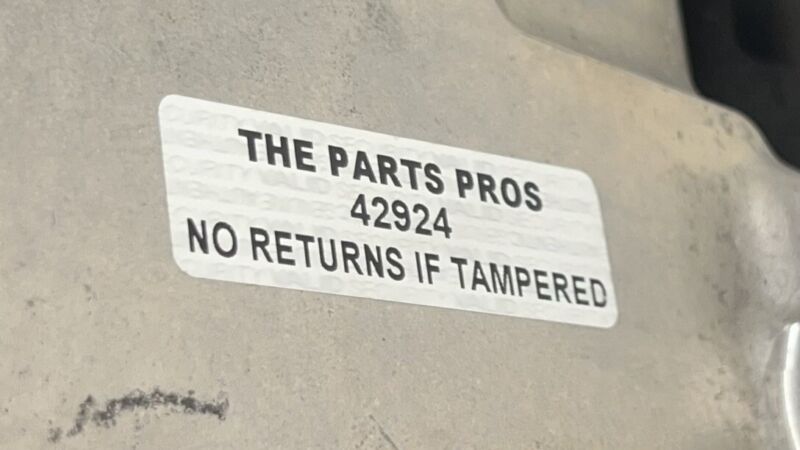 THE PARTS PROS
42924
NO RETURNS IF TAMPERED